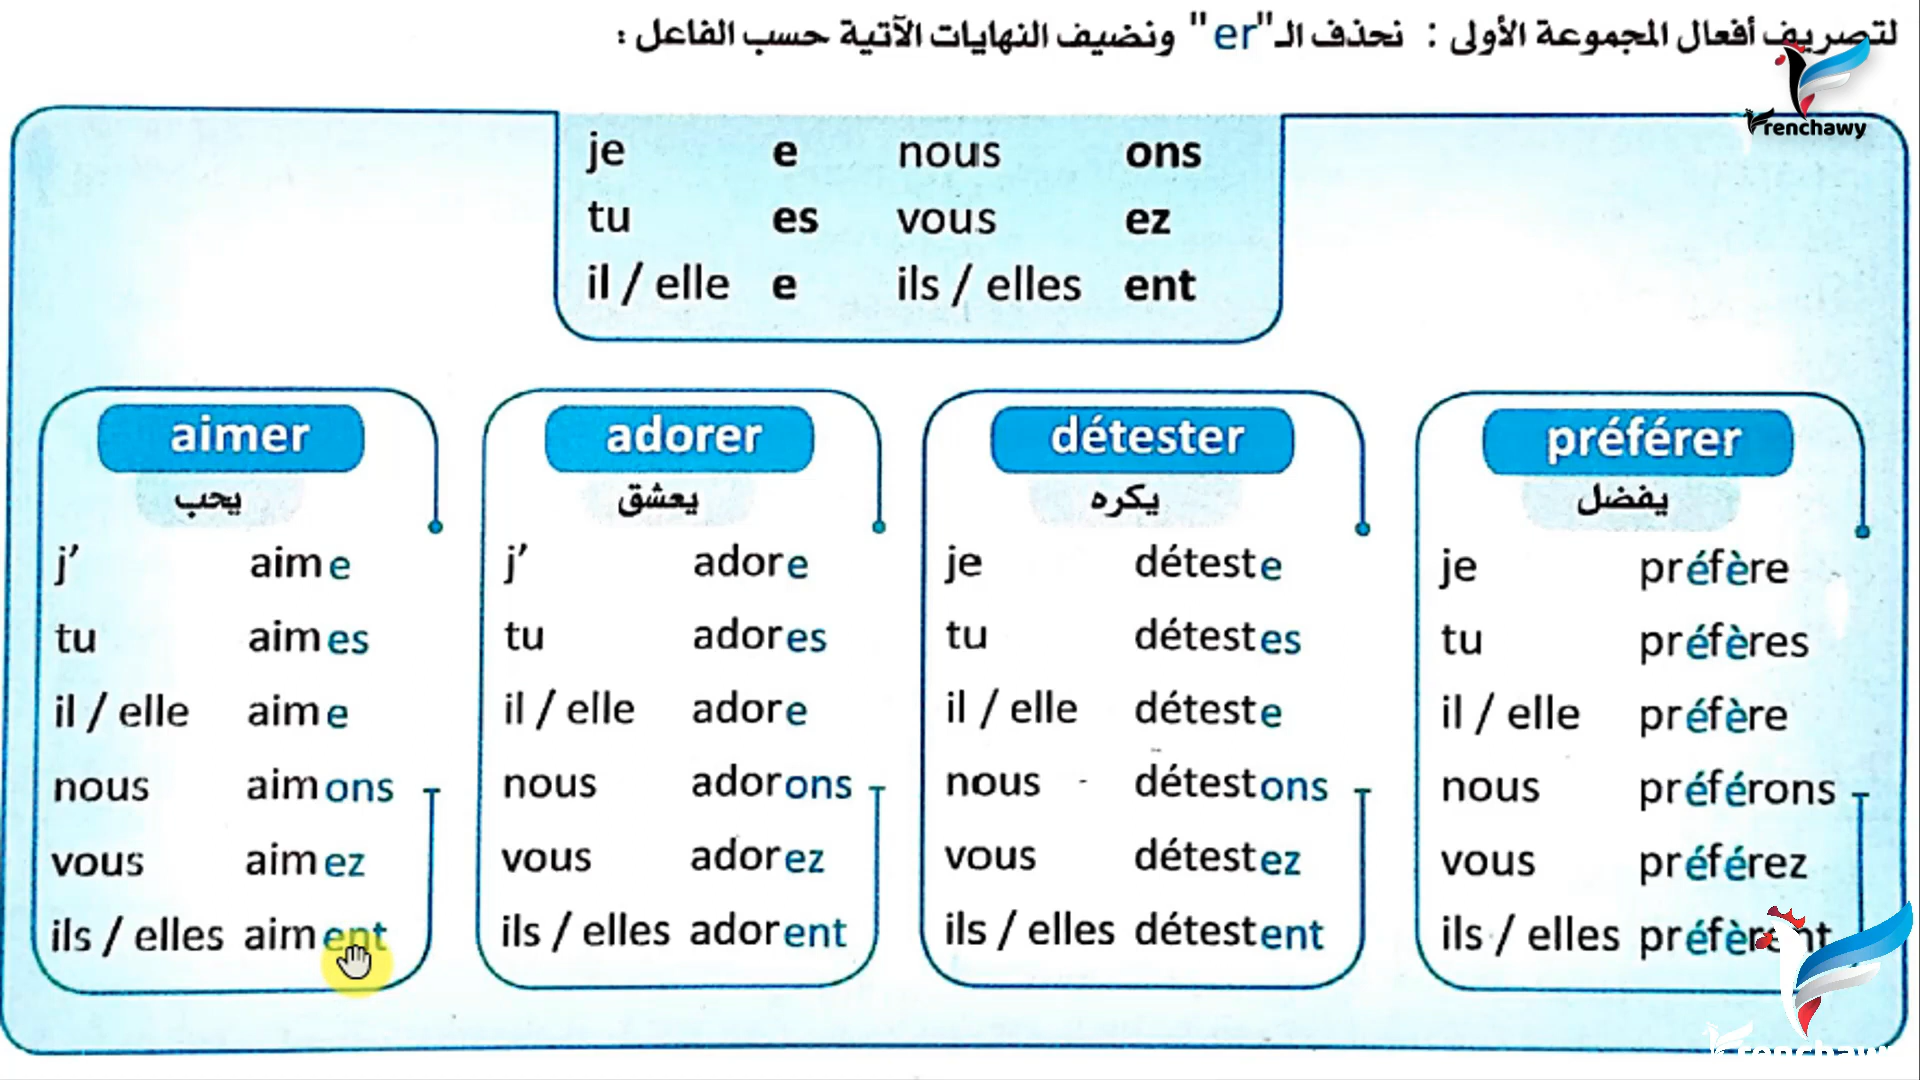 لتصريف أفعال المجموعة الأولى : نحذف الـ "er" ونضيف النهايات الآتية حسب الفاعل :
renchawy
je e nous ons
tu es vous ez
il / elle e ils / elles ent
aimer
يحب
j’ aime
tu aimes
il / elle aime
nous aimons
vous aimez
ils / elles aiment
adorer
يعشق
j’ adore
tu adores
il / elle adore
nous adorons
vous adorez
ils / elles adorent
détester
يكره
je déteste
tu détestes
il / elle déteste
nous détestons
vous détestez
ils / elles détestent
préférer
يفضل
je préfère
tu préfères
il / elle préfère
nous préférons
vous préférez
ils / elles préfèrent
renchawy